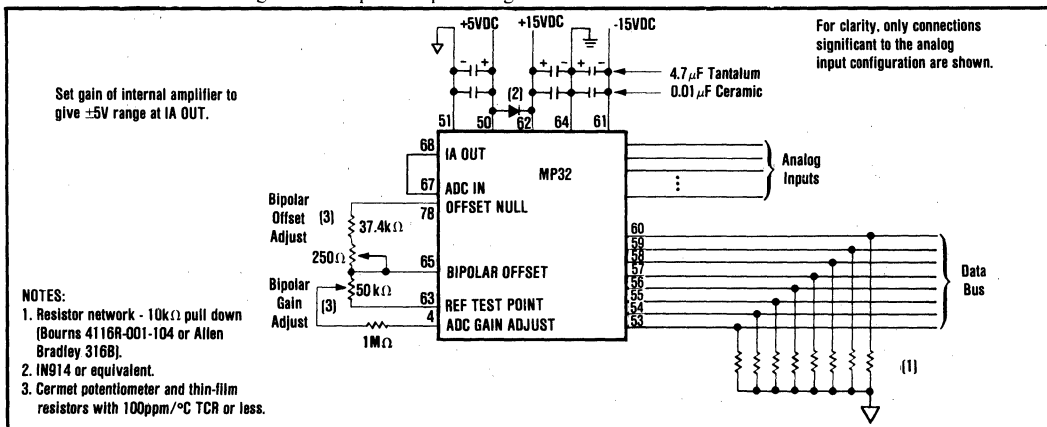 +5VDC +15VDC -15VDC
For clarity, only connections
significant to the analog
input configuration are shown.
Set gain of internal amplifier to
give ±5V range at IA OUT.
- + + - + -
4.7μF Tantalum
0.01μF Ceramic
(2)
51 50 62 64 61
68 IA OUT
MP32
67 ADC IN
78 OFFSET NULL
Analog
Inputs
Bipolar
Offset
Adjust
(3)
37.4kΩ
250Ω
65 BIPOLAR OFFSET
Bipolar
Gain
Adjust
(3)
50kΩ
63 REF TEST POINT
4 ADC GAIN ADJUST
1MΩ
60
59
58
57
56
55
54
53
Data
Bus
(1)
NOTES:
1. Resistor network - 10kΩ pull down
(Bourns 4116R-001-104 or Allen
Bradley 316B).
2. IN914 or equivalent.
3. Cermet potentiometer and thin-film
resistors with 100ppm/°C TCR or less.